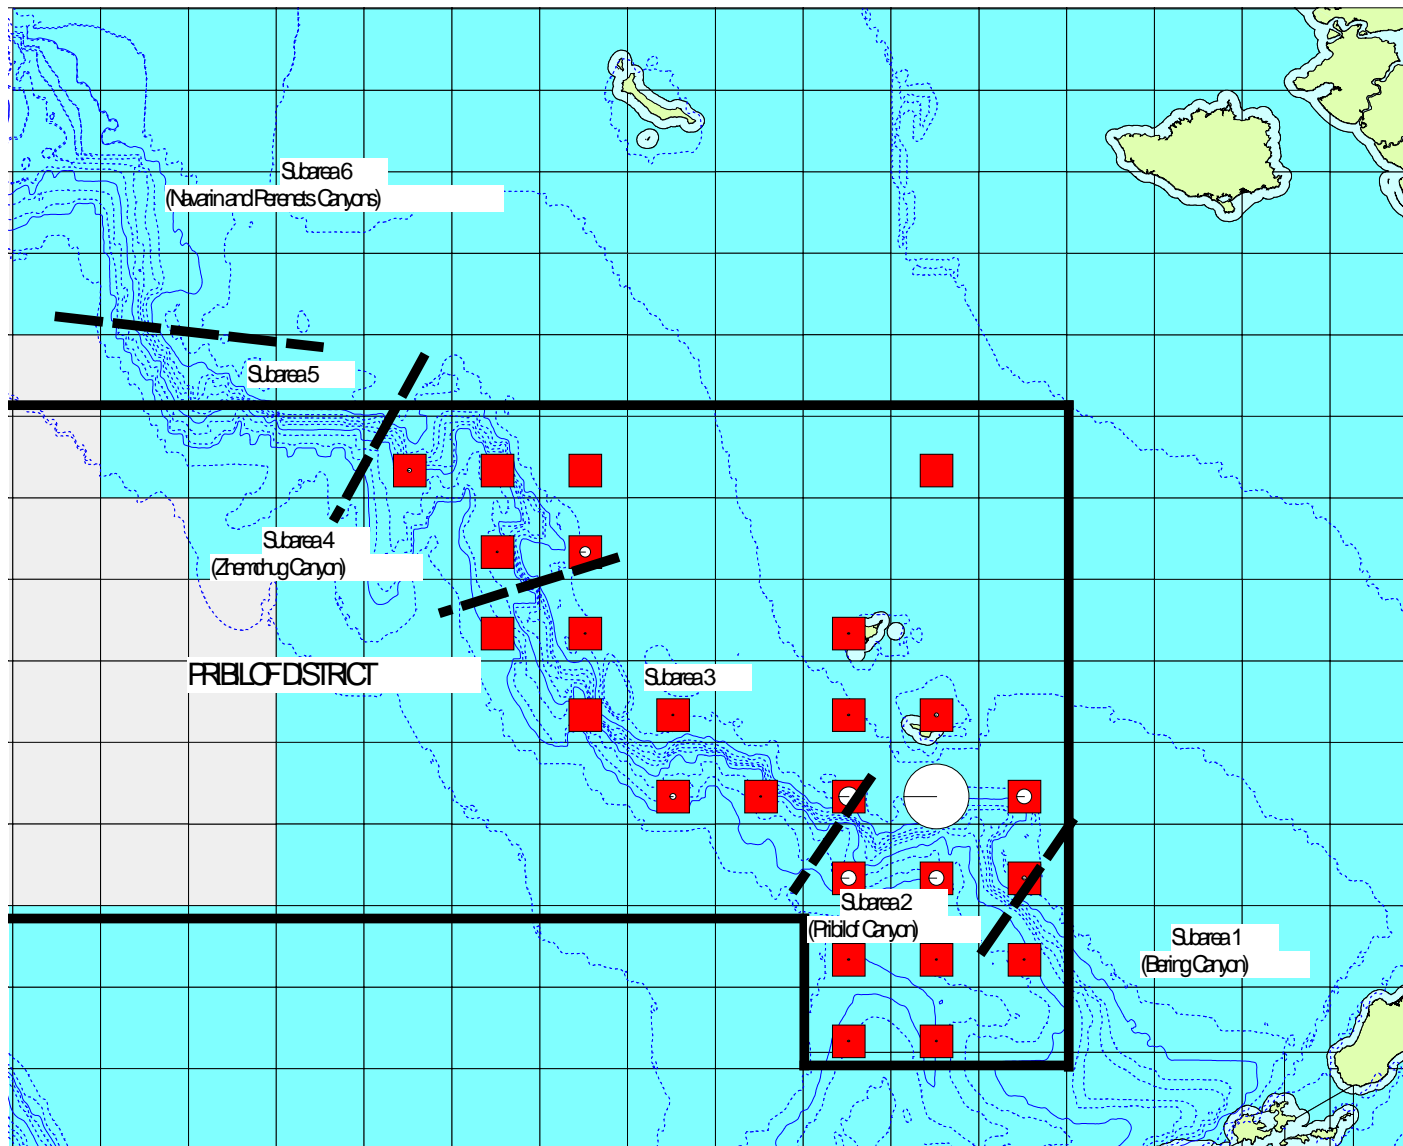 Subarea 6
(Navarin and Perenets Canyons)
Subarea 5
Subarea 4
(Zhemchug Canyon)
PRIBILOF DISTRICT
Subarea 3
Subarea 2
(Pribilof Canyon)
Subarea 1
(Bering Canyon)